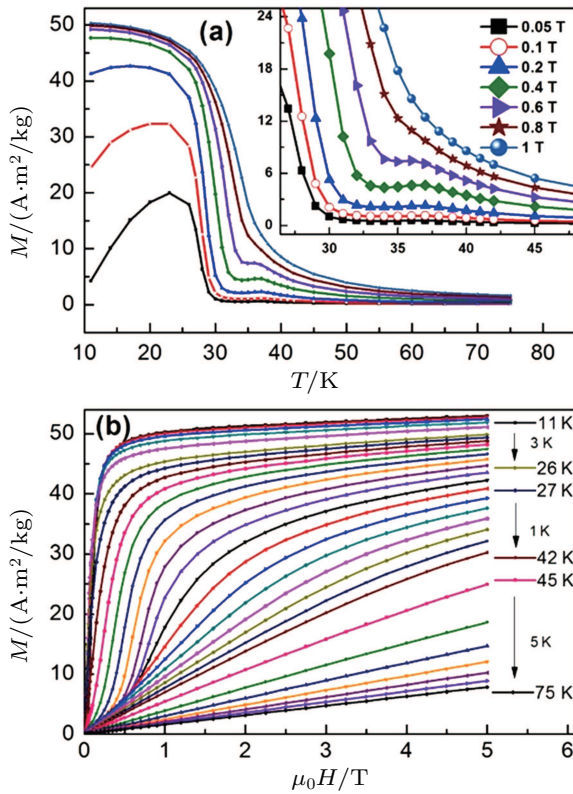 (a)
M/(A·m²/kg)
50
40
30
20
10
0
10 20 30 40 50 60 70 80
T/K
24
18
12
6
0
30 35 40 45
0.05 T
0.1 T
0.2 T
0.4 T
0.6 T
0.8 T
1 T
(b)
M/(A·m²/kg)
50
40
30
20
10
0
0 1 2 3 4 5 6
μ₀H/T
11 K
3 K
26 K
27 K
1 K
42 K
45 K
5 K
75 K